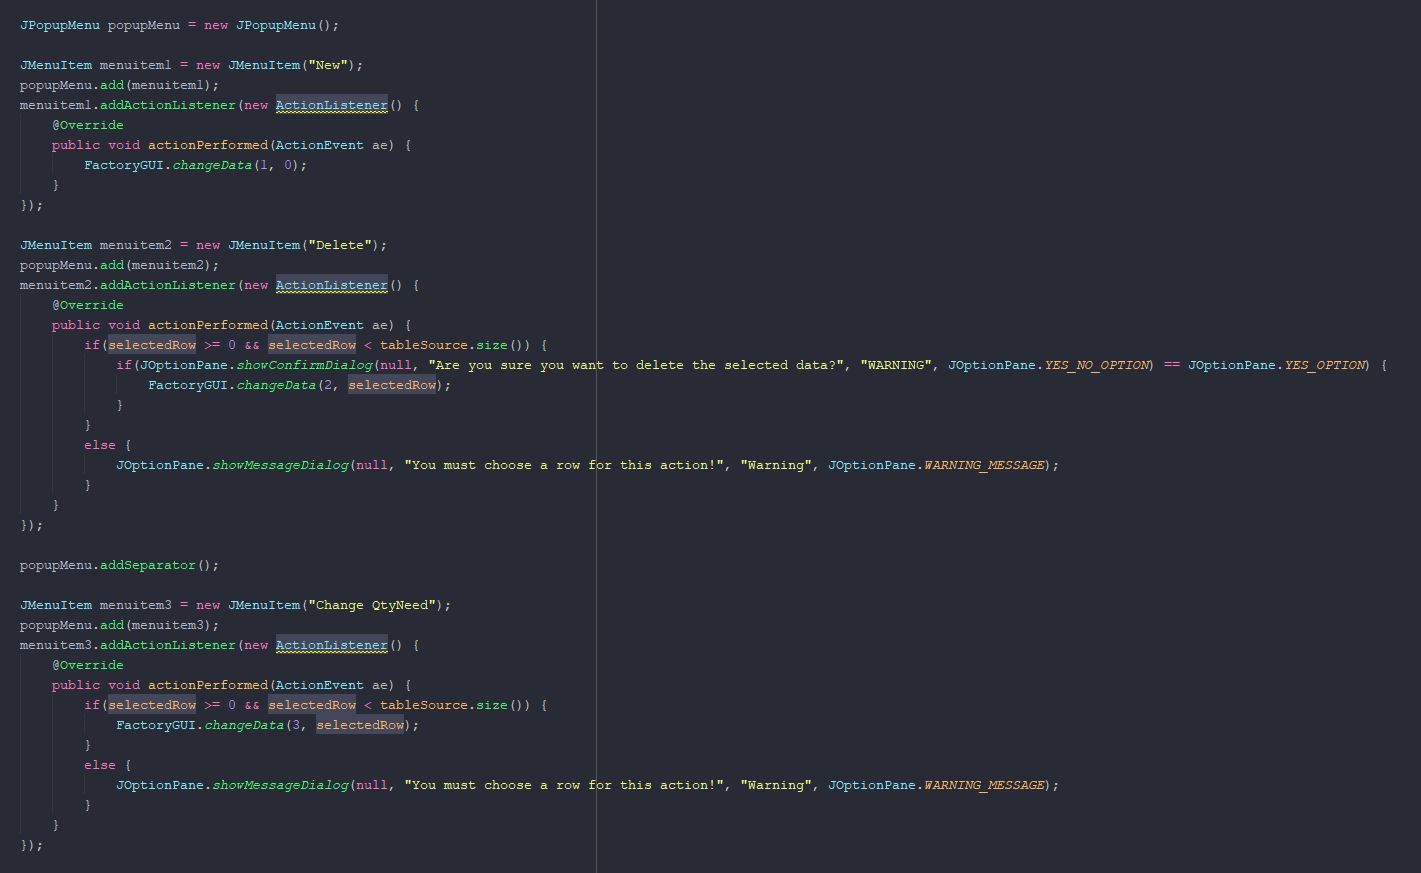 JPopupMenu popupMenu = new JPopupMenu();
JMenuItem menuitem1 = new JMenuItem("New");
popupMenu.add(menuitem1);
menuitem1.addActionListener(new ActionListener() {
@Override
public void actionPerformed(ActionEvent ae) {
FactoryGUI.changeData(1, 0);
}
});
JMenuItem menuitem2 = new JMenuItem("Delete");
popupMenu.add(menuitem2);
menuitem2.addActionListener(new ActionListener() {
@Override
public void actionPerformed(ActionEvent ae) {
if(selectedRow >= 0 && selectedRow < tableSource.size()) {
if(JOptionPane.showConfirmDialog(null, "Are you sure you want to delete the selected data?", "WARNING", JOptionPane.YES_NO_OPTION) == JOptionPane.YES_OPTION) {
FactoryGUI.changeData(2, selectedRow);
}
}
else {
JOptionPane.showMessageDialog(null, "You must choose a row for this action!", "Warning", JOptionPane.WARNING_MESSAGE);
}
}
});
popupMenu.addSeparator();
JMenuItem menuitem3 = new JMenuItem("Change QtyNeed");
popupMenu.add(menuitem3);
menuitem3.addActionListener(new ActionListener() {
@Override
public void actionPerformed(ActionEvent ae) {
if(selectedRow >= 0 && selectedRow < tableSource.size()) {
FactoryGUI.changeData(3, selectedRow);
}
else {
JOptionPane.showMessageDialog(null, "You must choose a row for this action!", "Warning", JOptionPane.WARNING_MESSAGE);
}
}
});